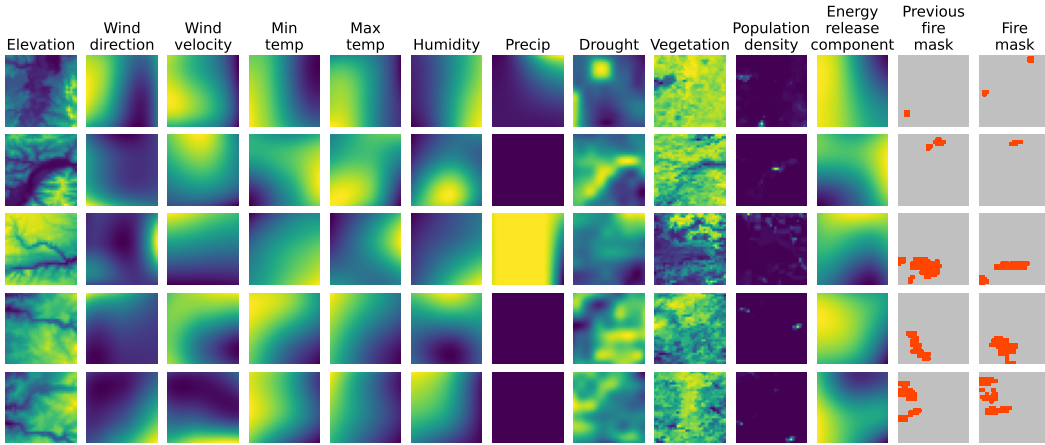 Elevation
Wind
direction
Wind
velocity
Min
temp
Max
temp
Humidity
Precip
Drought
Vegetation
Population
density
Energy
release
component
Previous
fire
mask
Fire
mask